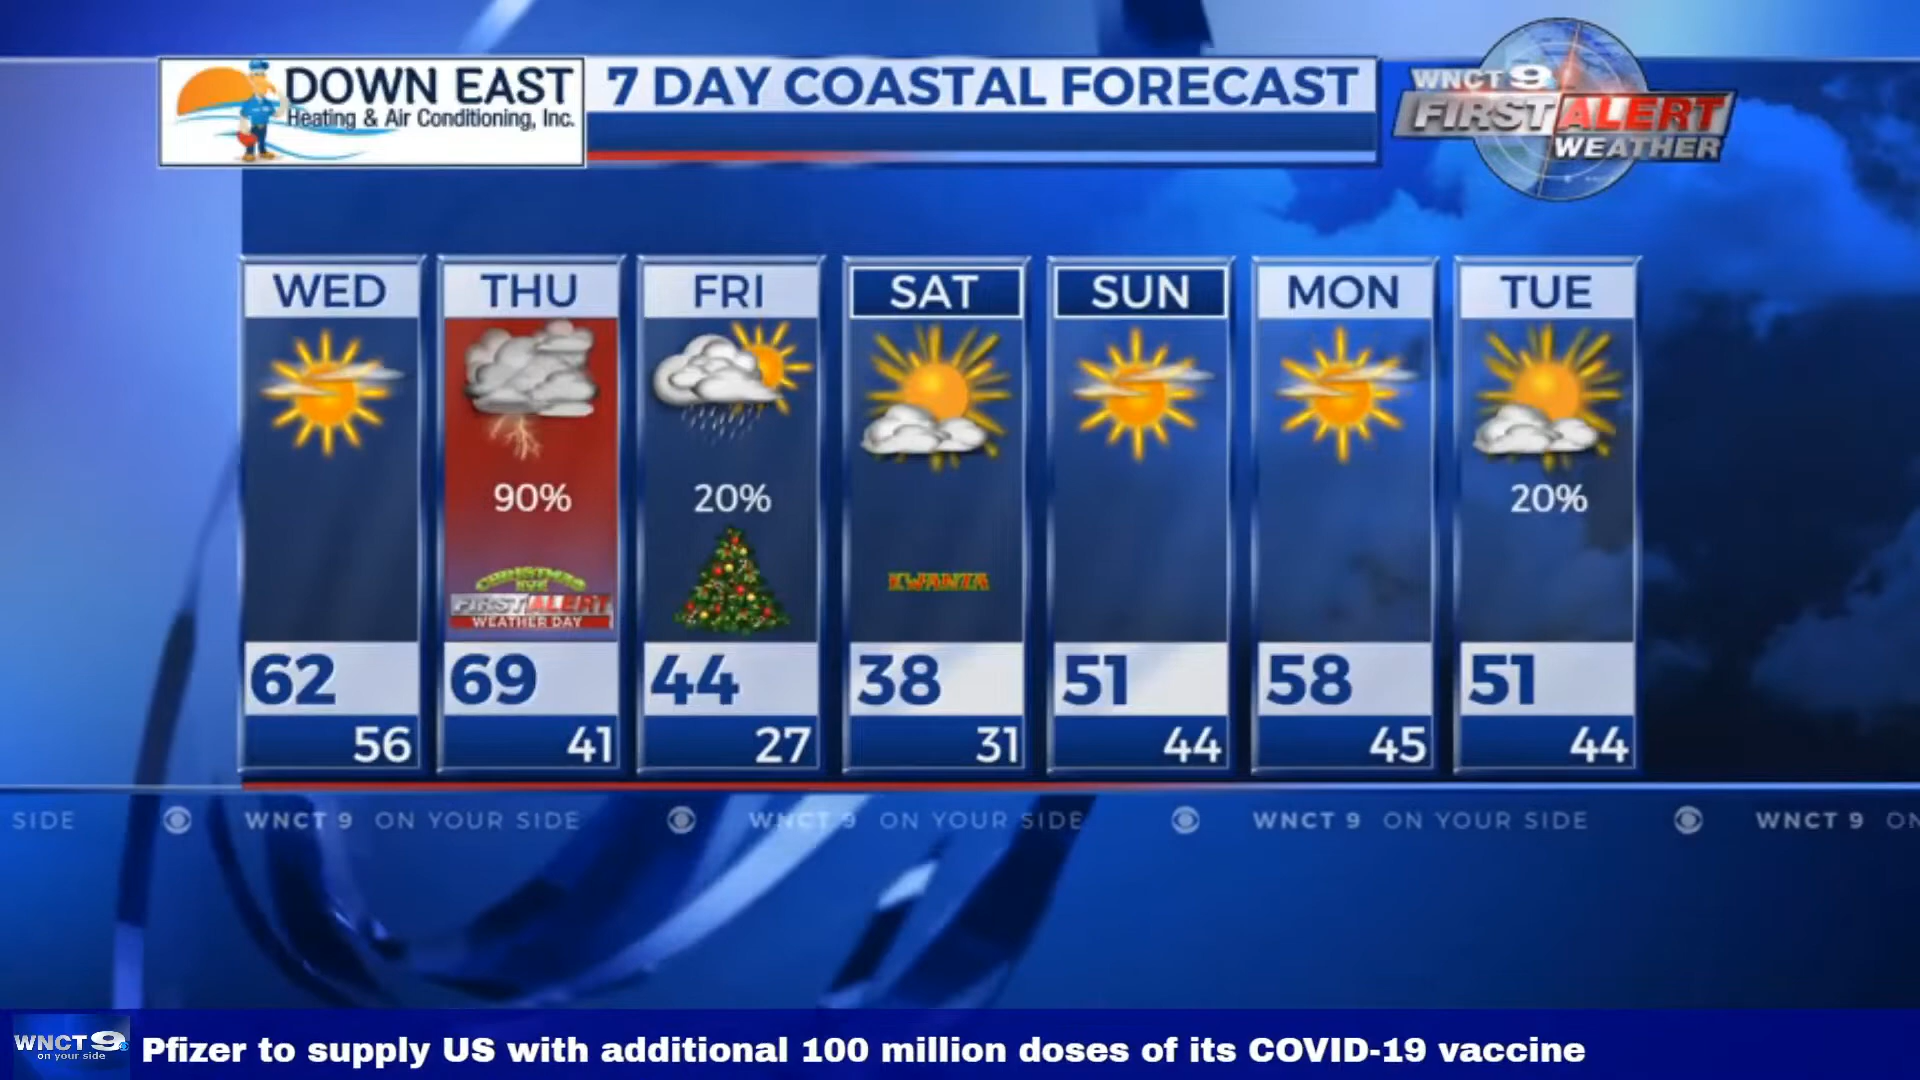 DOWN EAST
Heating & Air Conditioning, Inc.
7 DAY COASTAL FORECAST
WNCT 9
FIRST ALERT
WEATHER
WED THU FRI SAT SUN MON TUE
90% 20% 20%
CHRISTMAS
EVE
FIRST ALERT
WEATHER DAY
KWANZA
62 69 44 38 51 58 51
56 41 27 31 44 45 44
SIDE WNCT 9 ON YOUR SIDE WNCT 9 ON YOUR SIDE WNCT 9 ON YOUR SIDE WNCT 9 ON
WNCT 9
on your side
Pfizer to supply US with additional 100 million doses of its COVID-19 vaccine